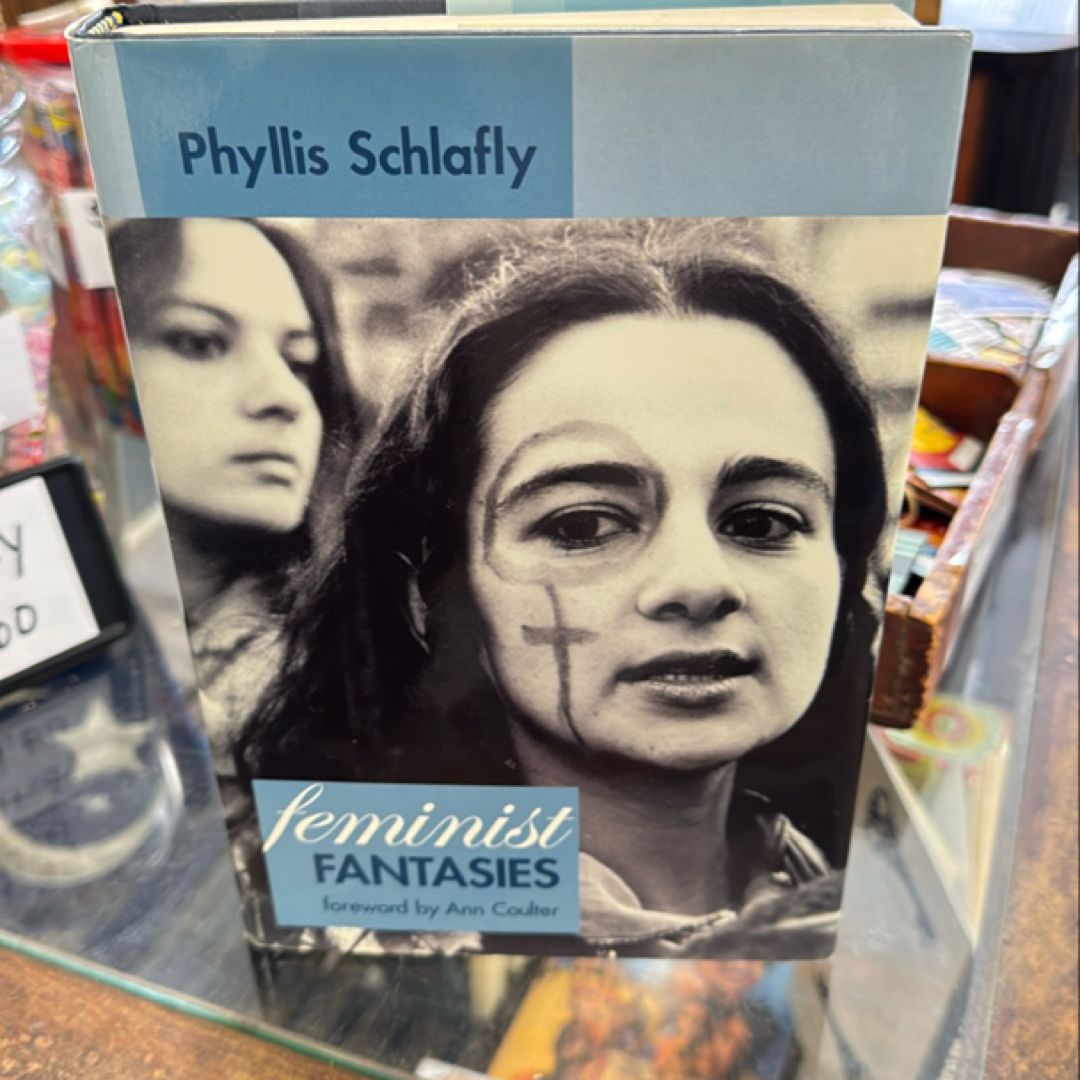 Phyllis Schlafly
feminist
FANTASIES
foreword by Ann Coulter